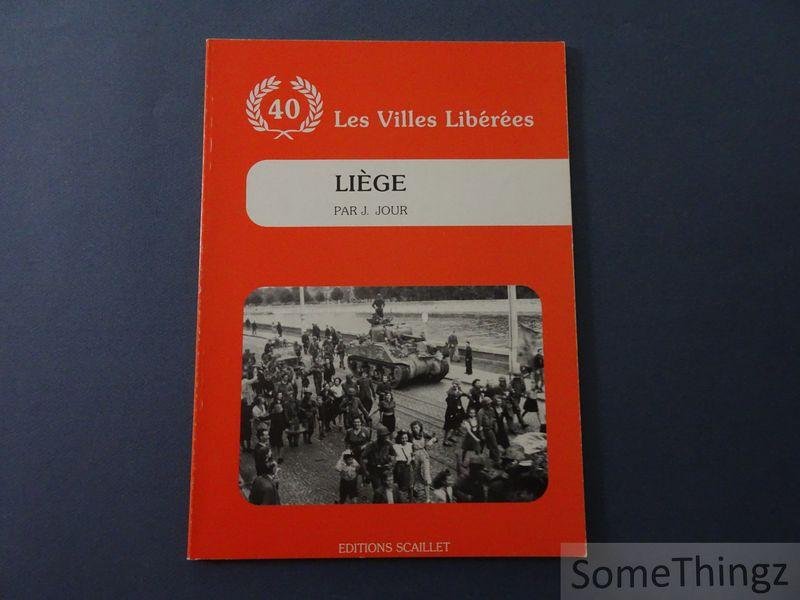 40
Les Villes Libérées
LIÈGE
PAR J. JOUR
EDITIONS SCAILLET
SomeThingz